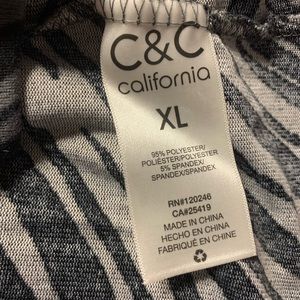 C&C
california
XL
95% POLYESTER/
POLIÉSTER/POLYESTER
5% SPANDEX/
SPANDEX/SPANDEX
RN#120246
CA#25419
MADE IN CHINA
HECHO EN CHINA
FABRIQUÉ EN CHINE